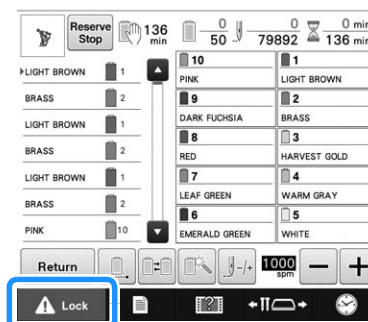 Reserve Stop
136 min
0
50
0
79892
0 min
136 min
LIGHT BROWN 1
BRASS 2
LIGHT BROWN 1
BRASS 2
LIGHT BROWN 1
BRASS 2
PINK 10
10
PINK
1
LIGHT BROWN
9
DARK FUCHSIA
2
BRASS
8
RED
3
HARVEST GOLD
7
LEAF GREEN
4
WARM GRAY
6
EMERALD GREEN
5
WHITE
Return
-/+
1000 spm
Lock